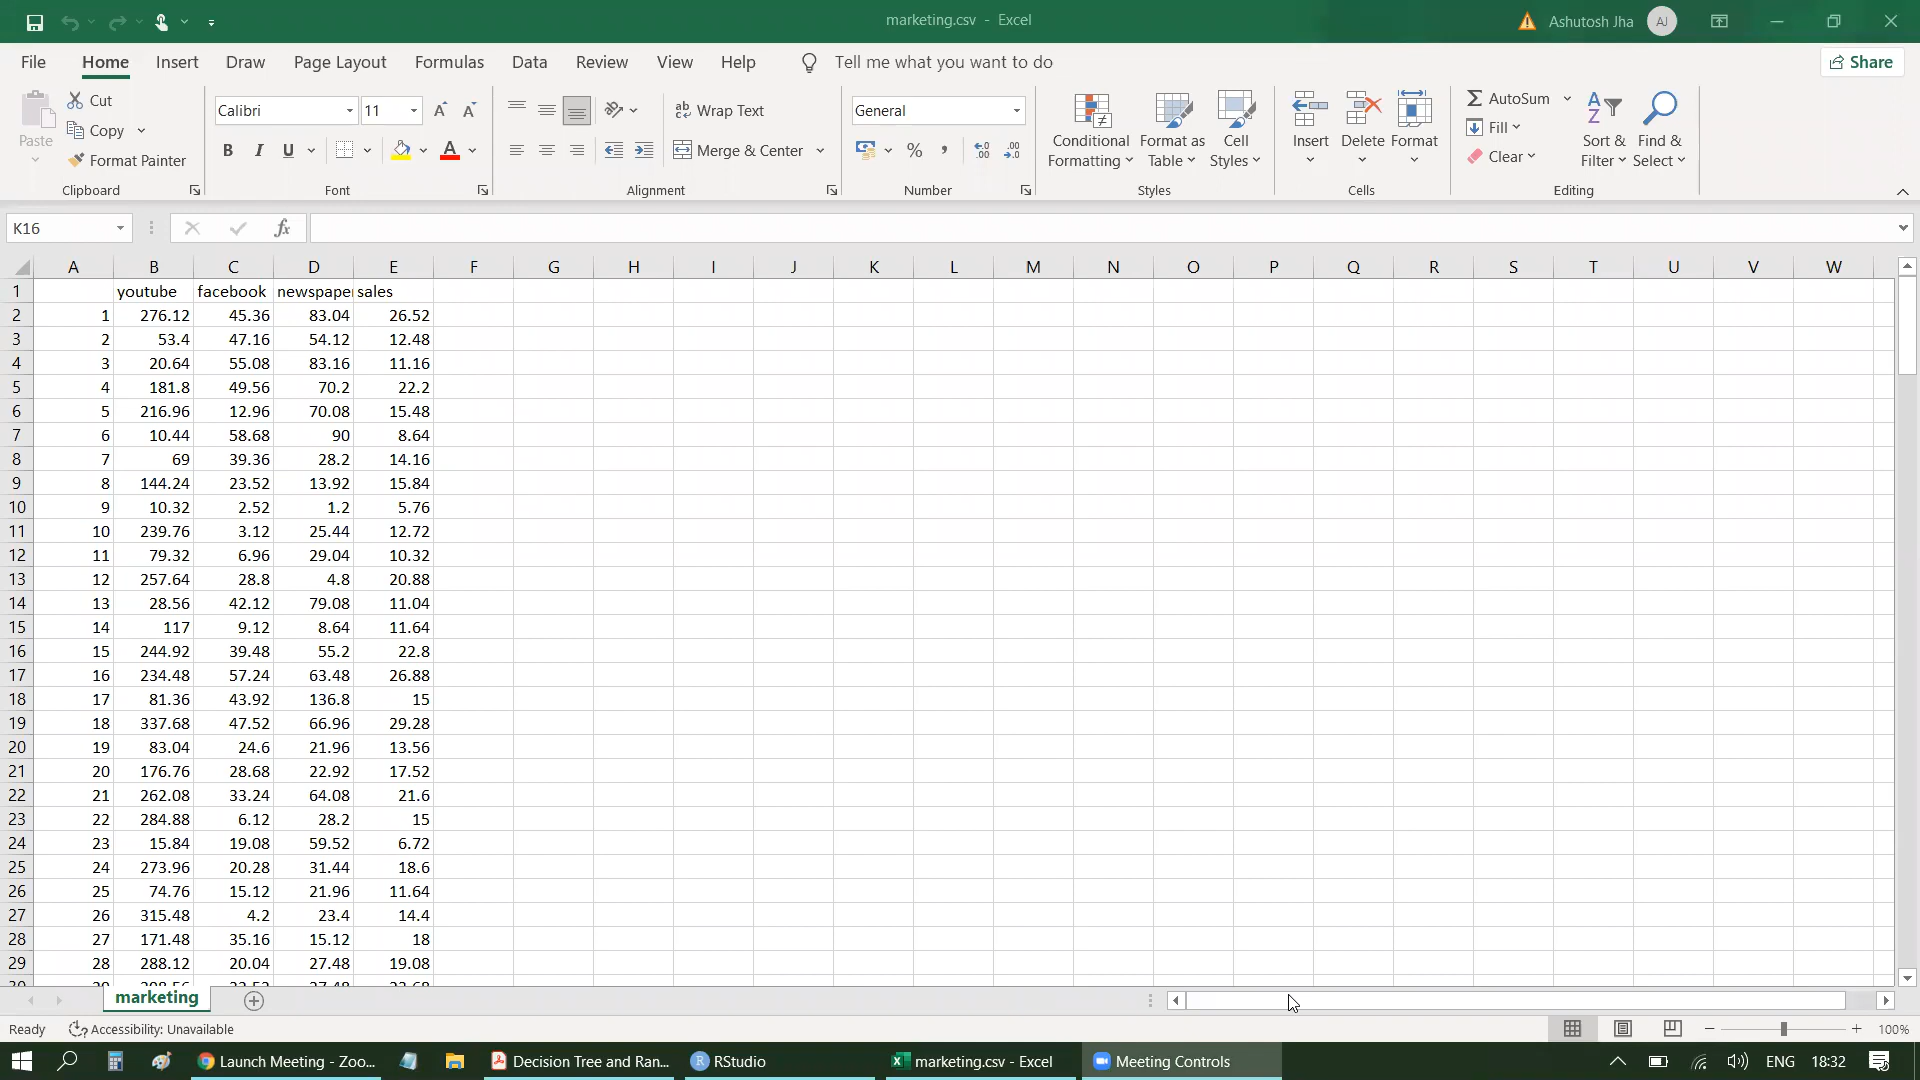 marketing.csv - Excel
Ashutosh Jha
AJ
File Home Insert Draw Page Layout Formulas Data Review View Help Tell me what you want to do Share
Paste
Cut
Copy
Format Painter
Clipboard
Calibri 11
B I U
Font
Wrap Text
Merge & Center
Alignment
General
Number
Conditional Formatting
Format as Table
Cell Styles
Styles
Insert Delete Format
Cells
AutoSum
Fill
Clear
Sort & Filter
Find & Select
Editing
K16
fx
A B C D E F G H I J K L M N O P Q R S T U V W
1 youtube facebook newspaper sales
2 1 276.12 45.36 83.04 26.52
3 2 53.4 47.16 54.12 12.48
4 3 20.64 55.08 83.16 11.16
5 4 181.8 49.56 70.2 22.2
6 5 216.96 12.96 70.08 15.48
7 6 10.44 58.68 90 8.64
8 7 69 39.36 28.2 14.16
9 8 144.24 23.52 13.92 15.84
10 9 10.32 2.52 1.2 5.76
11 10 239.76 3.12 25.44 12.72
12 11 79.32 6.96 29.04 10.32
13 12 257.64 28.8 4.8 20.88
14 13 28.56 42.12 79.08 11.04
15 14 117 9.12 8.64 11.64
16 15 244.92 39.48 55.2 22.8
17 16 234.48 57.24 63.48 26.88
18 17 81.36 43.92 136.8 15
19 18 337.68 47.52 66.96 29.28
20 19 83.04 24.6 21.96 13.56
21 20 176.76 28.68 22.92 17.52
22 21 262.08 33.24 64.08 21.6
23 22 284.88 6.12 28.2 15
24 23 15.84 19.08 59.52 6.72
25 24 273.96 20.28 31.44 18.6
26 25 74.76 15.12 21.96 11.64
27 26 315.48 4.2 23.4 14.4
28 27 171.48 35.16 15.12 18
29 28 288.12 20.04 27.48 19.08
marketing
Ready Accessibility: Unavailable 100%
Launch Meeting - Zoo... Decision Tree and Ran... RStudio marketing.csv - Excel Meeting Controls ENG 18:32